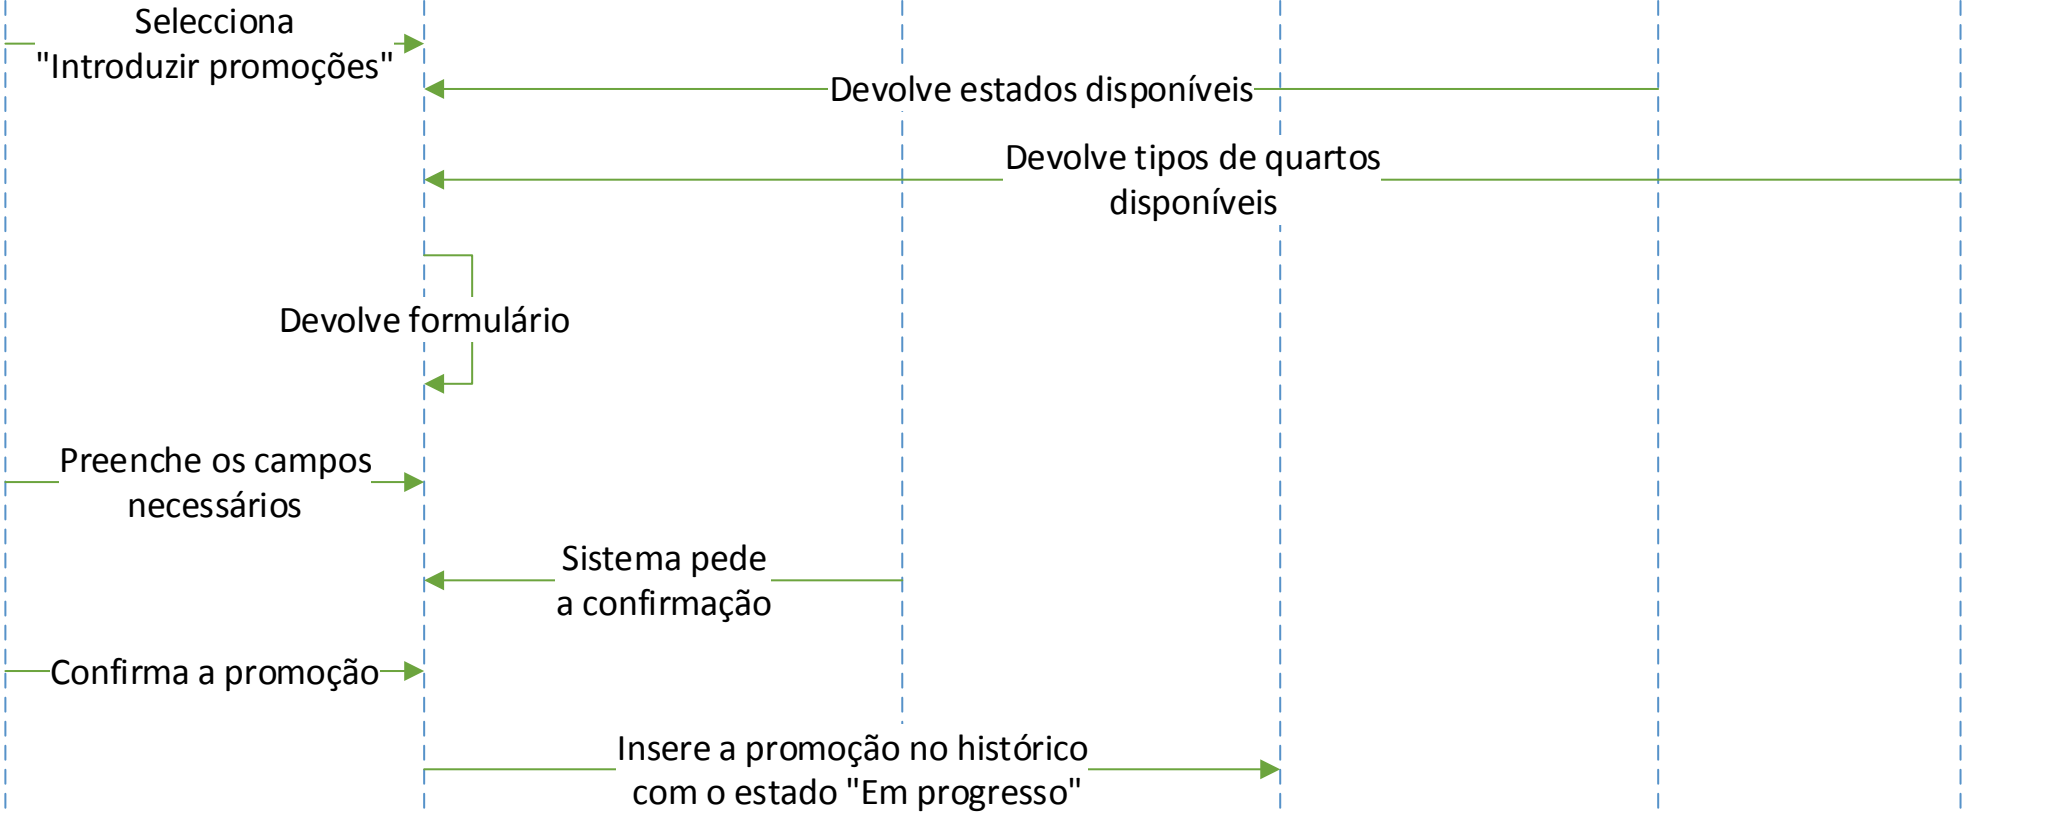 Selecciona
"Introduzir promoções"
Devolve estados disponíveis
Devolve tipos de quartos
disponíveis
Devolve formulário
Preenche os campos
necessários
Sistema pede
a confirmação
Confirma a promoção
Insere a promoção no histórico
com o estado "Em progresso"